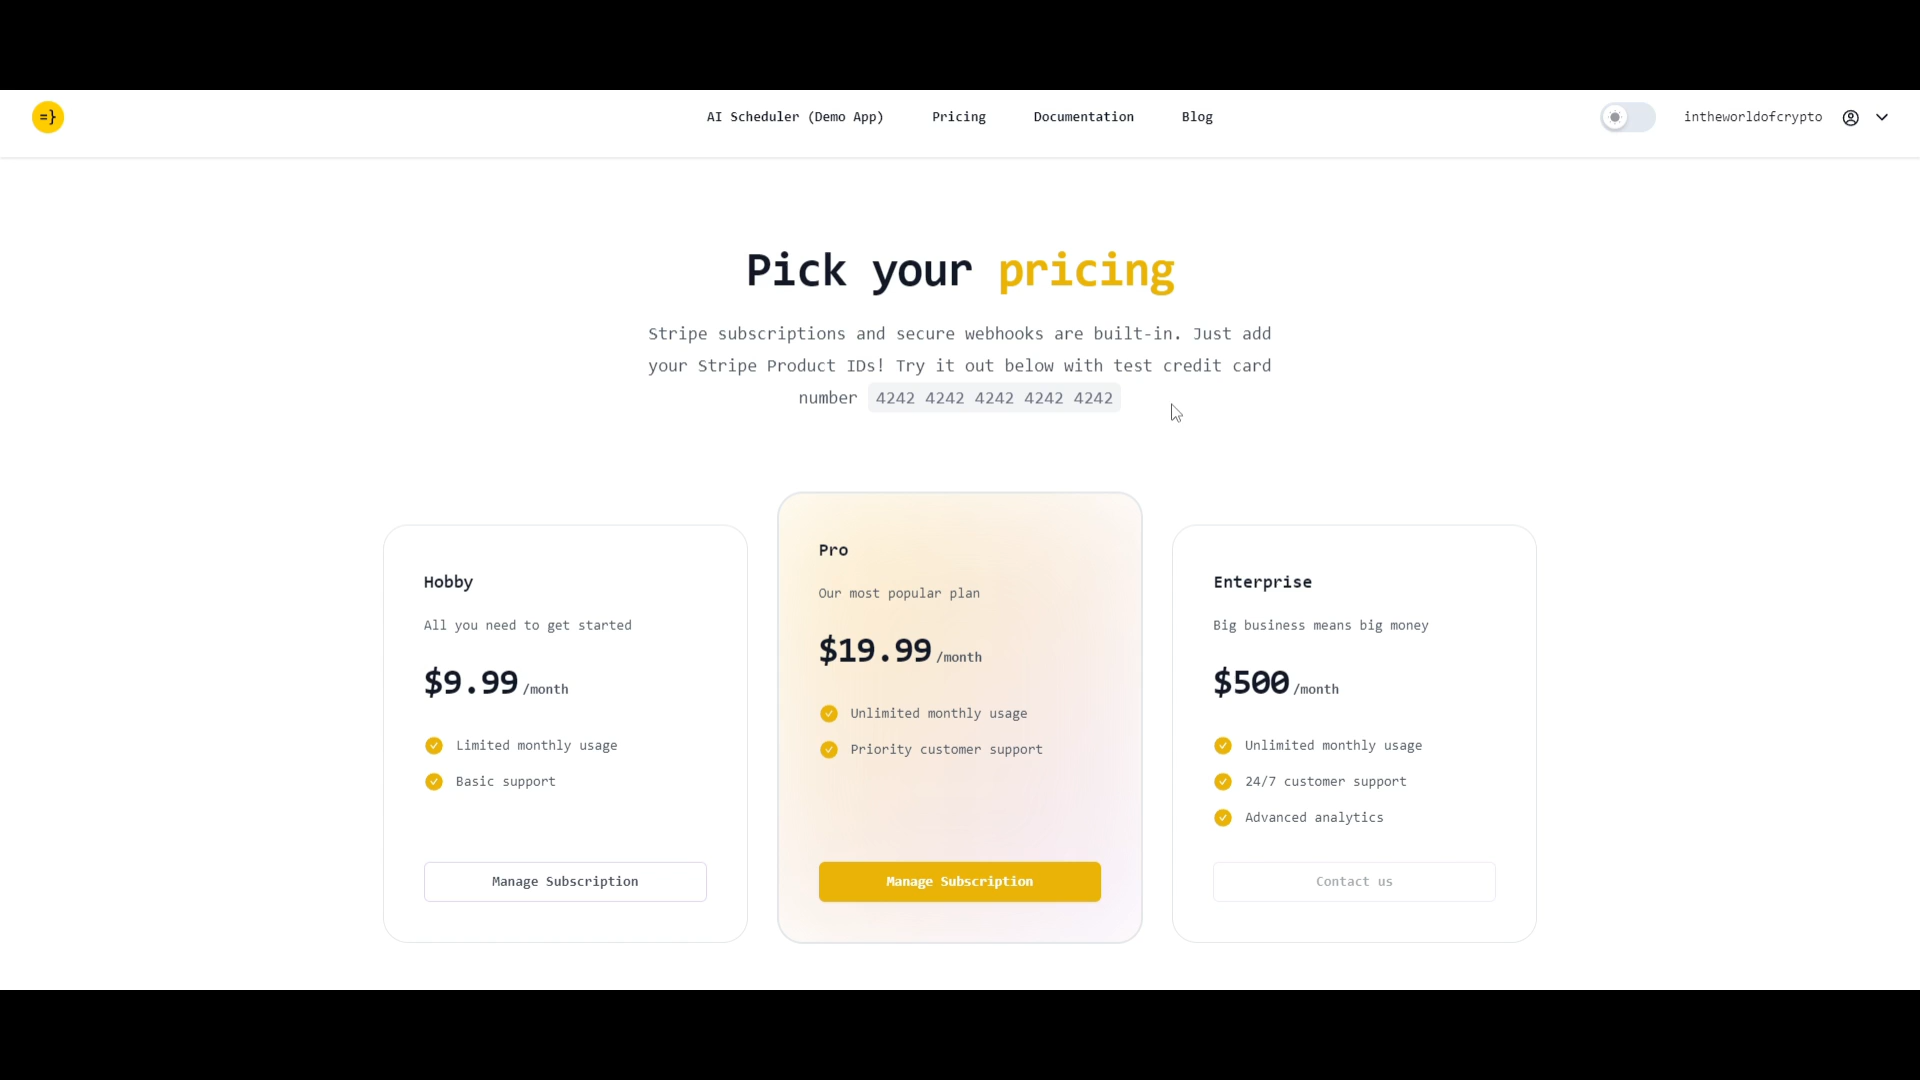 =}
AI Scheduler (Demo App)
Pricing
Documentation
Blog
intheworldofcrypto
Pick your pricing
Stripe subscriptions and secure webhooks are built-in. Just add
your Stripe Product IDs! Try it out below with test credit card
number 4242 4242 4242 4242 4242
Hobby
All you need to get started
$9.99 /month
Limited monthly usage
Basic support
Manage Subscription
Pro
Our most popular plan
$19.99 /month
Unlimited monthly usage
Priority customer support
Manage Subscription
Enterprise
Big business means big money
$500 /month
Unlimited monthly usage
24/7 customer support
Advanced analytics
Contact us